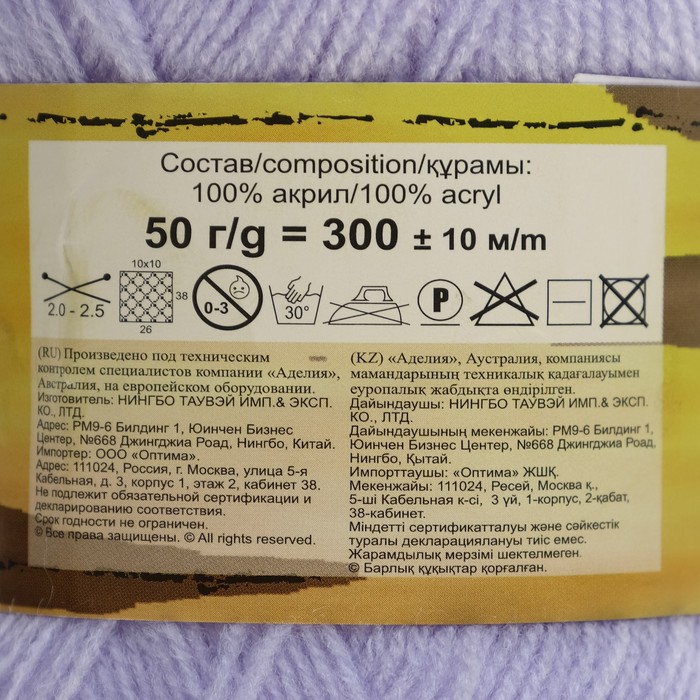 Состав/composition/құрамы:
100% акрил/100% acryl
50 г/g = 300 ± 10 м/m
10x10
38
26
2.0 - 2.5
0-3
30°
P
(RU) Произведено под техническим
контролем специалистов компании «Аделия»,
Австралия, на европейском оборудовании.
Изготовитель: НИНГБО ТАУВЭЙ ИМП.& ЭКСП.
КО., ЛТД.
Адрес: РМ9-6 Билдинг 1, Юинчен Бизнес
Центер, №668 Джингджиа Роад, Нингбо, Китай.
Импортер: ООО «Оптима».
Адрес: 111024, Россия, г. Москва, улица 5-я
Кабельная, д. 3, корпус 1, этаж 2, кабинет 38.
Не подлежит обязательной сертификации и
декларированию соответствия.
Срок годности не ограничен.
© Все права защищены. © All rights reserved.
(KZ) «Аделия», Аустралия, компаниясы
мамандарының техникалық қадағалауымен
еуропалық жабдықта өндірілген.
Дайындаушы: НИНГБО ТАУВЭЙ ИМП.& ЭКСП.
КО., ЛТД.
Дайындаушының мекенжайы: РМ9-6 Билдинг 1,
Юинчен Бизнес Центер, №668 Джингджиа Роад,
Нингбо, Қытай.
Импорттаушы: «Оптима» ЖШҚ.
Мекенжайы: 111024, Ресей, Москва қ.,
5-ші Кабельная к-сі, 3 үй, 1-корпус, 2-қабат,
38-кабинет.
Міндетті сертификатталуы және сәйкестік
туралы декларациялануы тиіс емес.
Жарамдылық мерзімі шектелмеген.
© Барлық құқықтар қорғалған.